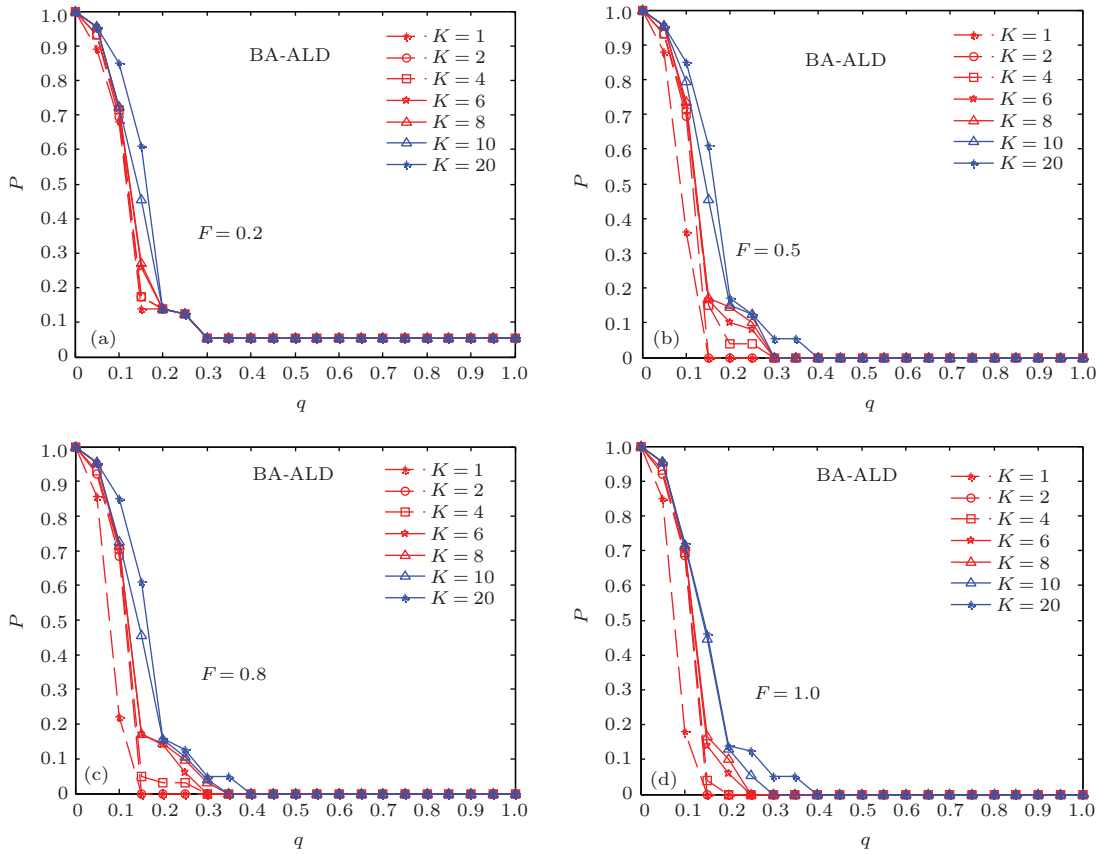 1.0
0.9
0.8
0.7
0.6
0.5
0.4
0.3
0.2
0.1
0
P
BA-ALD
K = 1
K = 2
K = 4
K = 6
K = 8
K = 10
K = 20
F = 0.2
(a)
0 0.1 0.2 0.3 0.4 0.5 0.6 0.7 0.8 0.9 1.0
q
1.0
0.9
0.8
0.7
0.6
0.5
0.4
0.3
0.2
0.1
0
P
BA-ALD
K = 1
K = 2
K = 4
K = 6
K = 8
K = 10
K = 20
F = 0.5
(b)
0 0.1 0.2 0.3 0.4 0.5 0.6 0.7 0.8 0.9 1.0
q
1.0
0.9
0.8
0.7
0.6
0.5
0.4
0.3
0.2
0.1
0
P
BA-ALD
K = 1
K = 2
K = 4
K = 6
K = 8
K = 10
K = 20
F = 0.8
(c)
0 0.1 0.2 0.3 0.4 0.5 0.6 0.7 0.8 0.9 1.0
q
1.0
0.9
0.8
0.7
0.6
0.5
0.4
0.3
0.2
0.1
0
P
BA-ALD
K = 1
K = 2
K = 4
K = 6
K = 8
K = 10
K = 20
F = 1.0
(d)
0 0.1 0.2 0.3 0.4 0.5 0.6 0.7 0.8 0.9 1.0
q